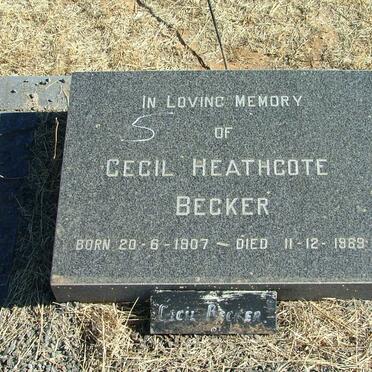 IN LOVING MEMORY
5
OF
CECIL HEATHCOTE
BECKER
BORN 20-6-1907 ~ DIED 11-12-1989
CECIL BECKER